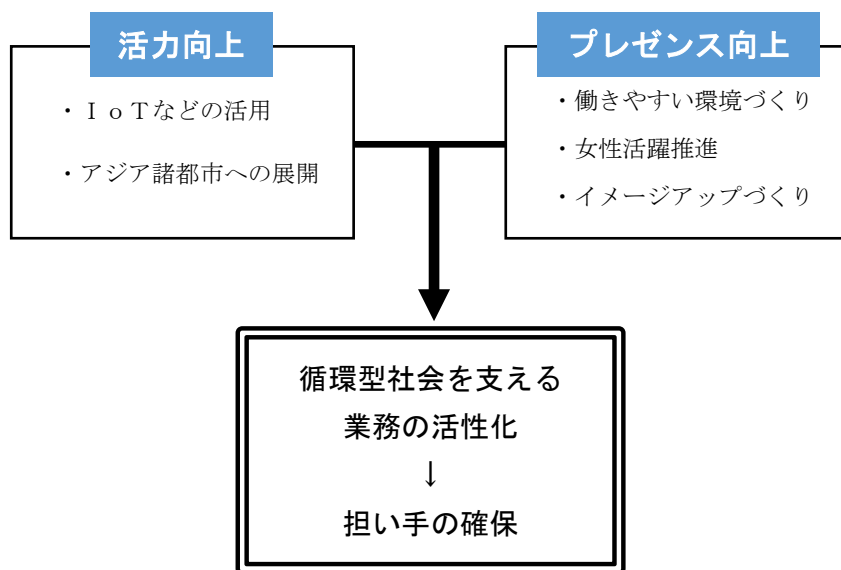 活力向上
・ＩｏＴなどの活用
・アジア諸都市への展開
プレゼンス向上
・働きやすい環境づくり
・女性活躍推進
・イメージアップづくり
循環型社会を支える
業務の活性化
↓
担い手の確保